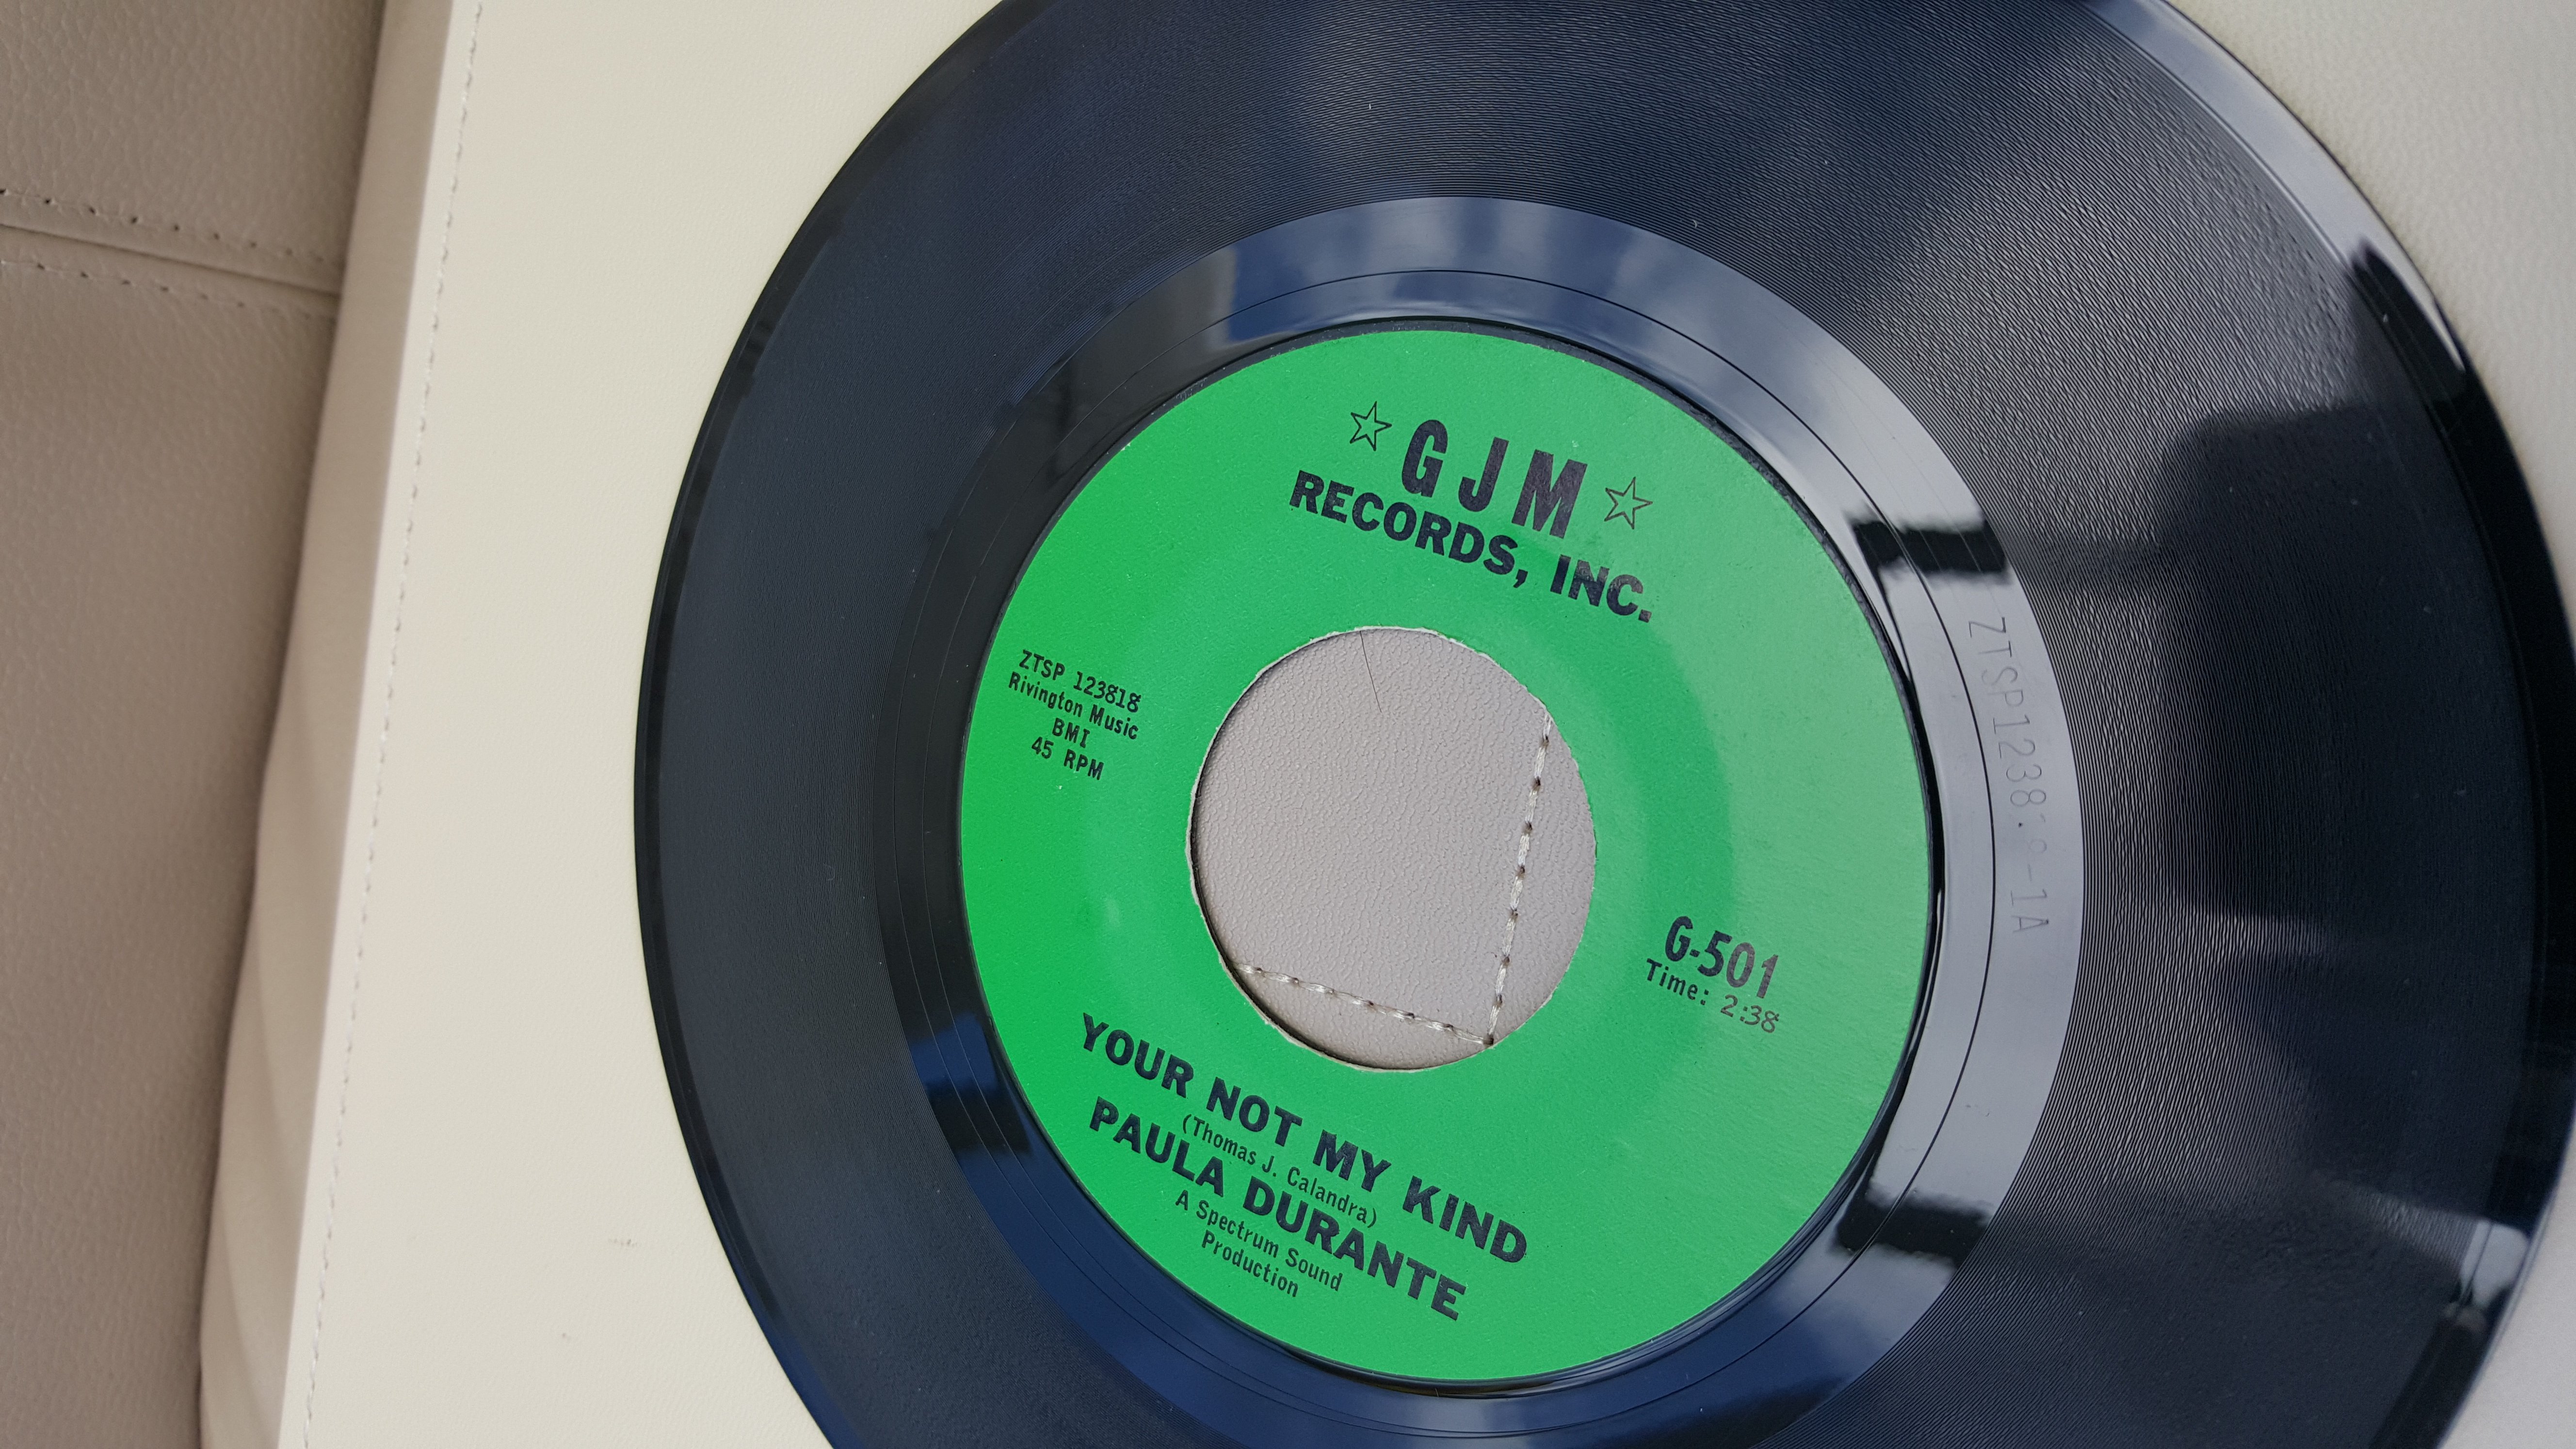 ☆ GJM ☆
RECORDS, INC.
ZTSP 123818
Rivington Music
BMI
45 RPM
G-501
Time: 2:38
YOUR NOT MY KIND
(Thomas J. Calandra)
PAULA DURANTE
A Spectrum Sound
Production